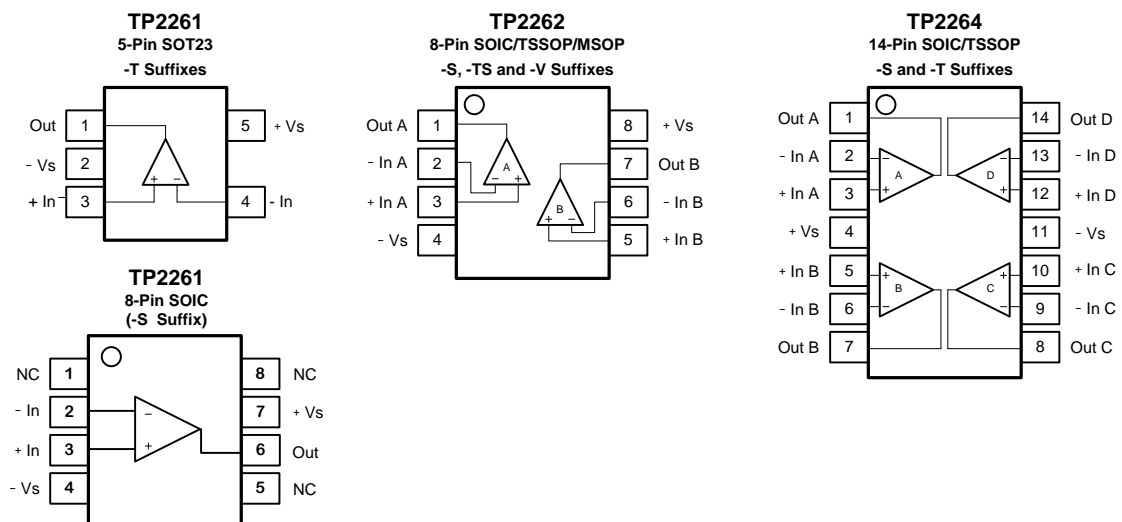 TP2261
5-Pin SOT23
-T Suffixes
Out 1 5 + Vs
- Vs 2
+ In 3 4 - In
+ −
TP2262
8-Pin SOIC/TSSOP/MSOP
-S, -TS and -V Suffixes
Out A 1 8 + Vs
- In A 2 7 Out B
+ In A 3 6 - In B
- Vs 4 5 + In B
A
− +
B
+ −
TP2264
14-Pin SOIC/TSSOP
-S and -T Suffixes
Out A 1 14 Out D
- In A 2 − − 13 - In D
A D
+ In A 3 + + 12 + In D
+ Vs 4 11 - Vs
+ In B 5 + + 10 + In C
B C
- In B 6 − − 9 - In C
Out B 7 8 Out C
TP2261
8-Pin SOIC
(-S Suffix)
NC 1 8 NC
- In 2 − 7 + Vs
+ In 3 + 6 Out
- Vs 4 5 NC